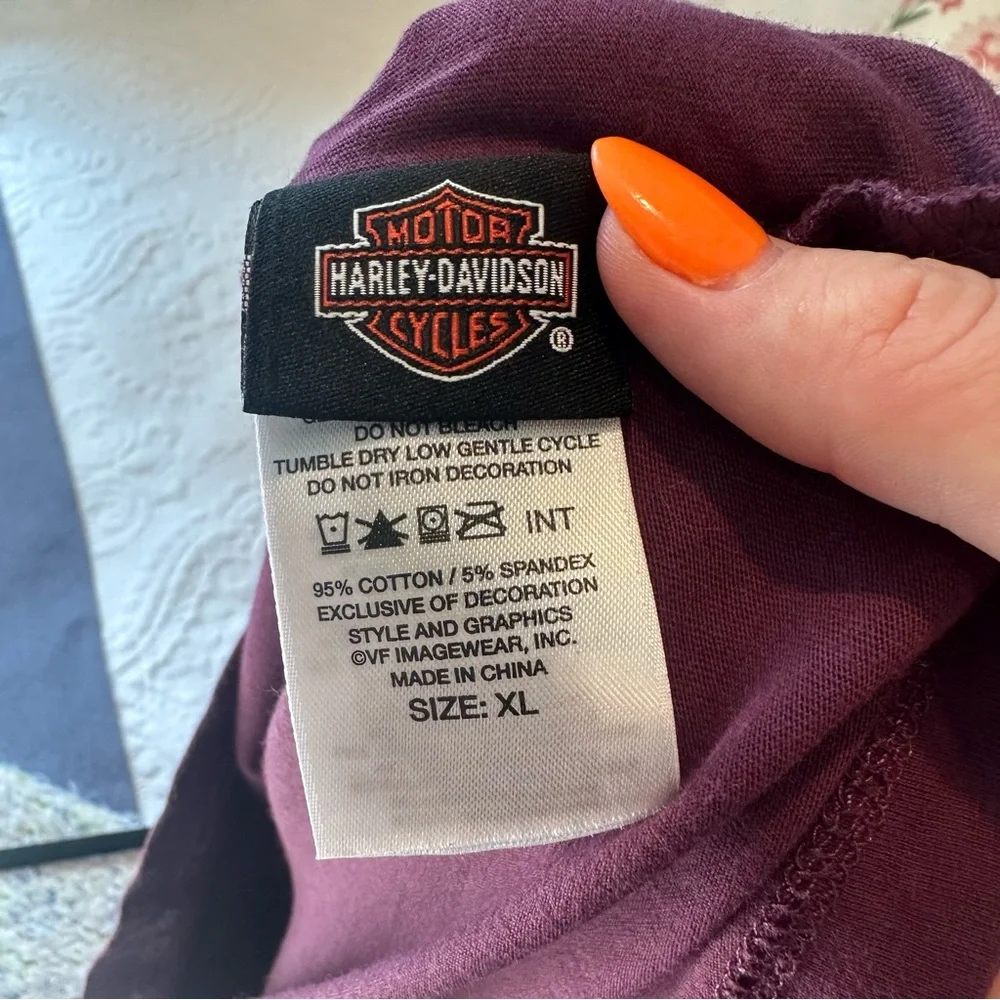 MOTOR
HARLEY-DAVIDSON
CYCLES
®
DO NOT BLEACH
TUMBLE DRY LOW GENTLE CYCLE
DO NOT IRON DECORATION
INT
95% COTTON / 5% SPANDEX
EXCLUSIVE OF DECORATION
STYLE AND GRAPHICS
©VF IMAGEWEAR, INC.
MADE IN CHINA
SIZE: XL